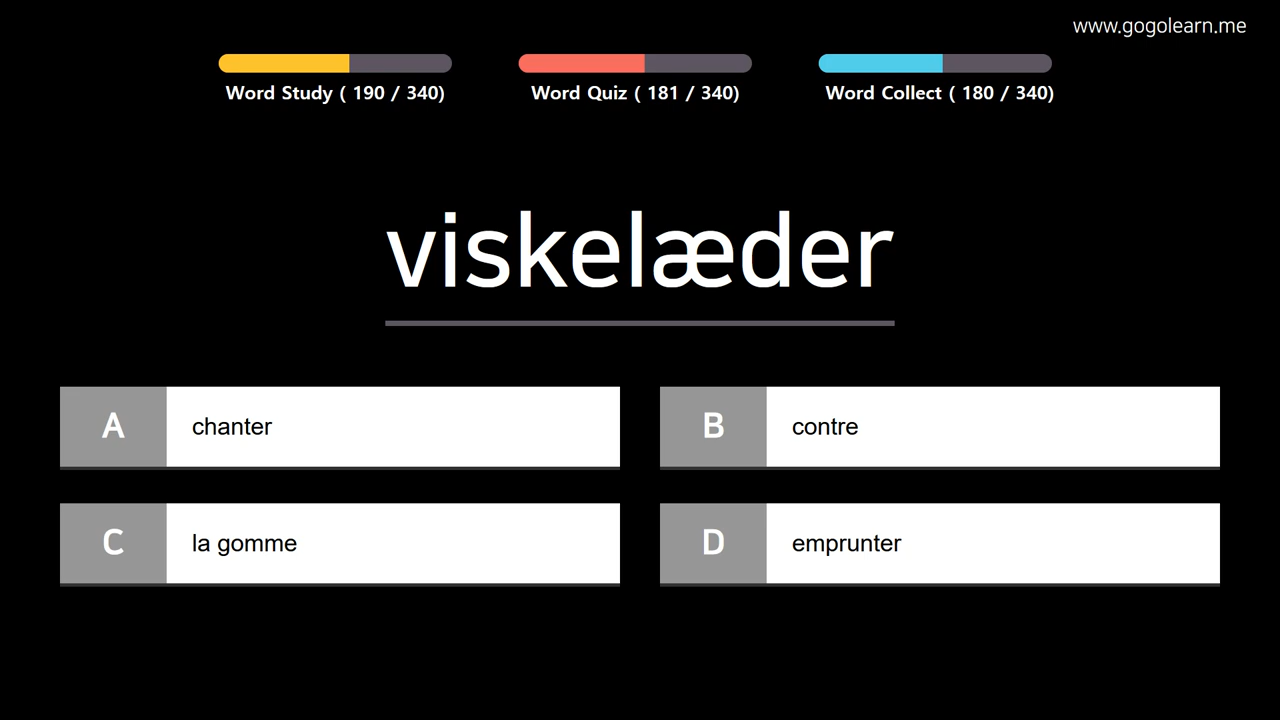 www.gogolearn.me
Word Study ( 190 / 340)
Word Quiz ( 181 / 340)
Word Collect ( 180 / 340)
viskelæder
A chanter
B contre
C la gomme
D emprunter